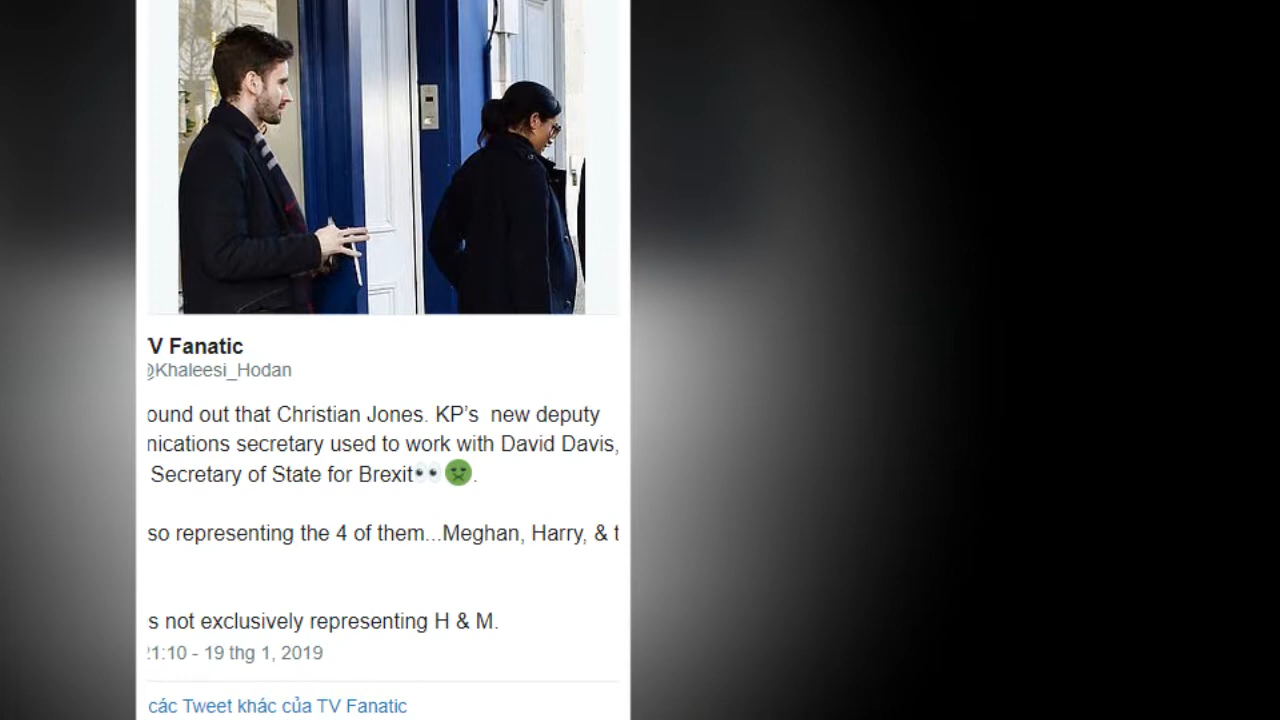 V Fanatic
@Khaleesi_Hodan
ound out that Christian Jones. KP’s new deputy
nications secretary used to work with David Davis,
Secretary of State for Brexit👀🤢.
so representing the 4 of them...Meghan, Harry, & t
s not exclusively representing H & M.
21:10 - 19 thg 1, 2019
các Tweet khác của TV Fanatic